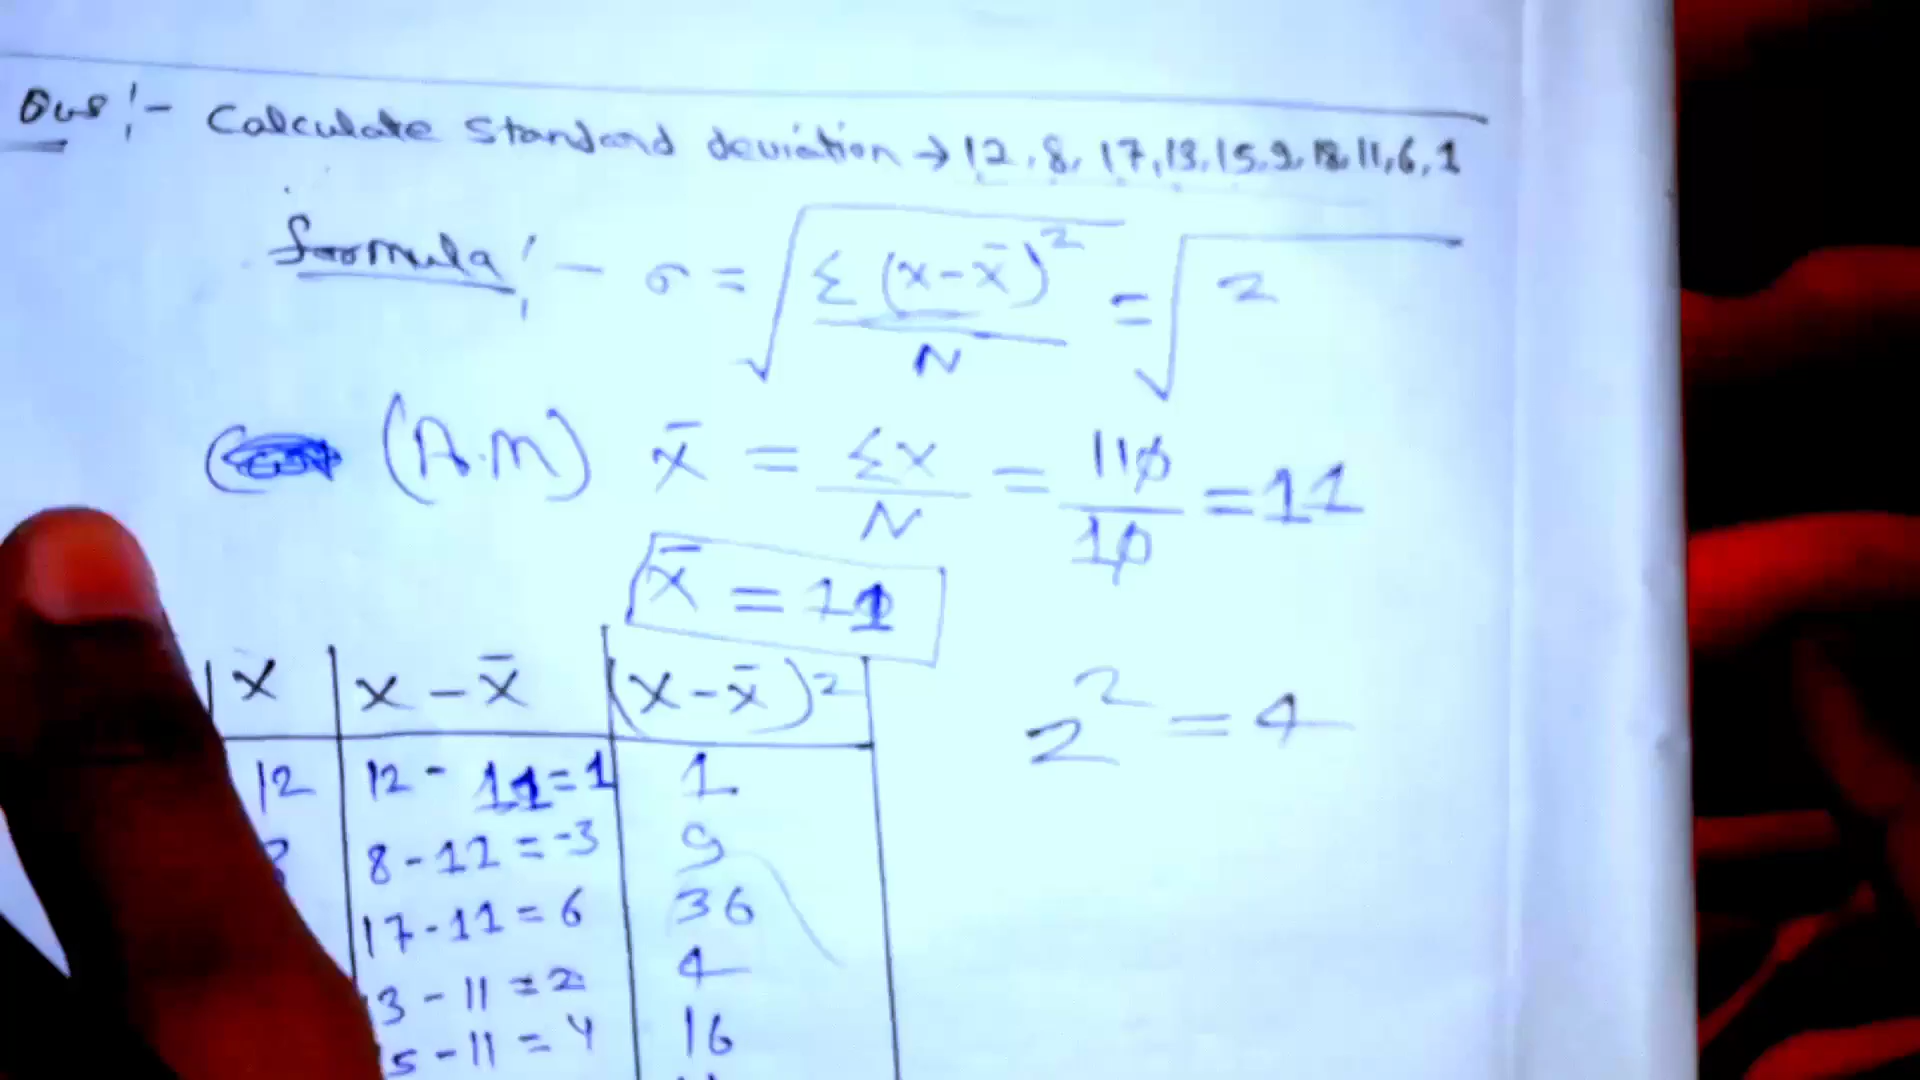 Ques:- Calculate Standard deviation → 12, 8, 17, 13, 15, 9, 18, 11, 6, 1
formula:- σ = √ Σ(x-x̄)² / N = √ 2
(A.M) x̄ = Σx / N = 110 / 10 = 11
x̄ = 11
x | x - x̄ | (x - x̄)²
12 | 12 - 11 = 1 | 1
8 - 11 = -3 | 9
17 - 11 = 6 | 36
3 - 11 = 2 | 4
5 - 11 = 4 | 16
2² = 4